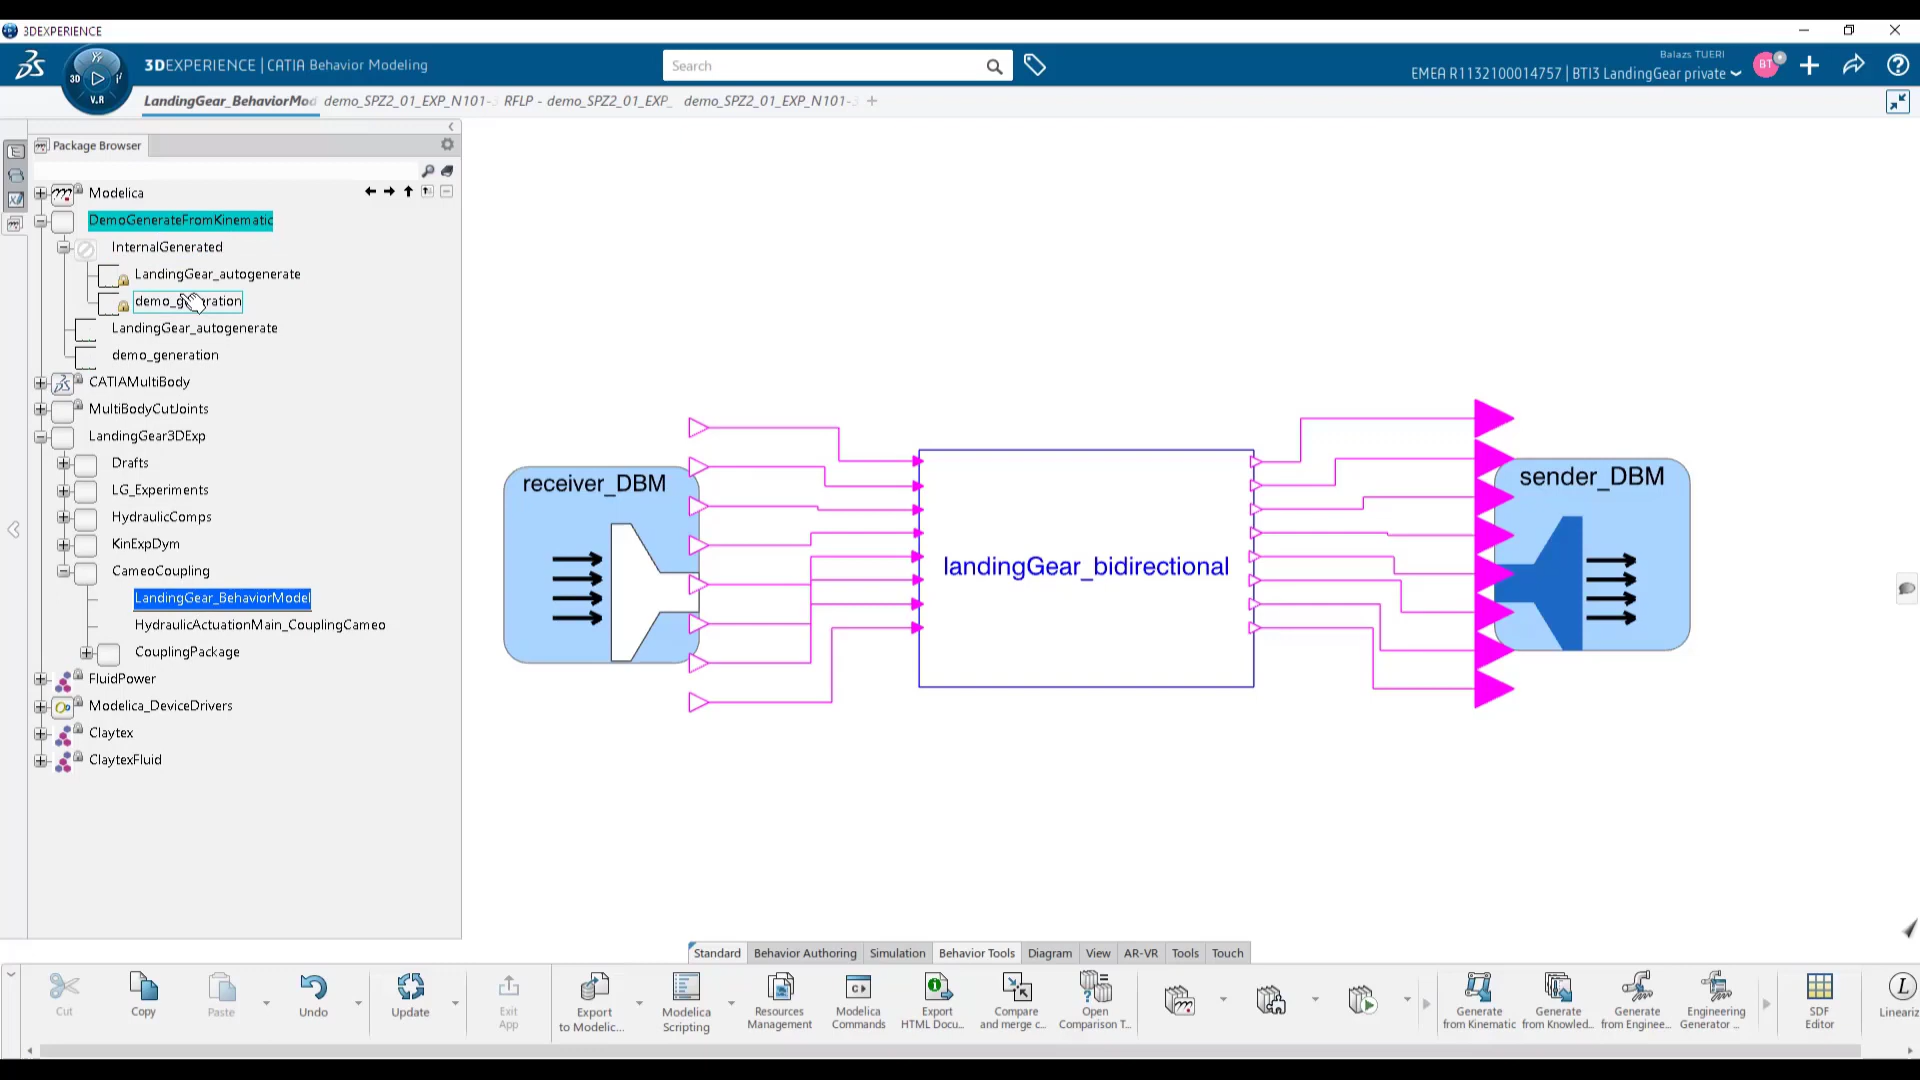 3DEXPERIENCE
3DEXPERIENCE | CATIA Behavior Modeling
Search
Balazs TUERI
EMEA R1132100014757 | BTI3 LandingGear private
BT
3D
V.R
LandingGear_BehaviorMod
demo_SPZ2_01_EXP_N101-
RFLP - demo_SPZ2_01_EXP_
demo_SPZ2_01_EXP_N101-
Package Browser
Modelica
DemoGenerateFromKinematic
InternalGenerated
LandingGear_autogenerate
demo_generation
LandingGear_autogenerate
demo_generation
CATIAMultiBody
MultiBodyCutJoints
LandingGear3DExp
Drafts
LG_Experiments
HydraulicComps
KinExpDym
CameoCoupling
LandingGear_BehaviorModel
HydraulicActuationMain_CouplingCameo
CouplingPackage
FluidPower
Modelica_DeviceDrivers
Claytex
ClaytexFluid
receiver_DBM
landingGear_bidirectional
sender_DBM
Standard
Behavior Authoring
Simulation
Behavior Tools
Diagram
View
AR-VR
Tools
Touch
Cut
Copy
Paste
Undo
Update
Exit
App
Export
to Modelic...
Modelica
Scripting
Resources
Management
Modelica
Commands
Export
HTML Docu...
Compare
and merge c...
Open
Comparison T...
Generate
from Kinematic
Generate
from Knowled...
Generate
from Enginee...
Engineering
Generator ...
SDF
Editor
L
Lineariz